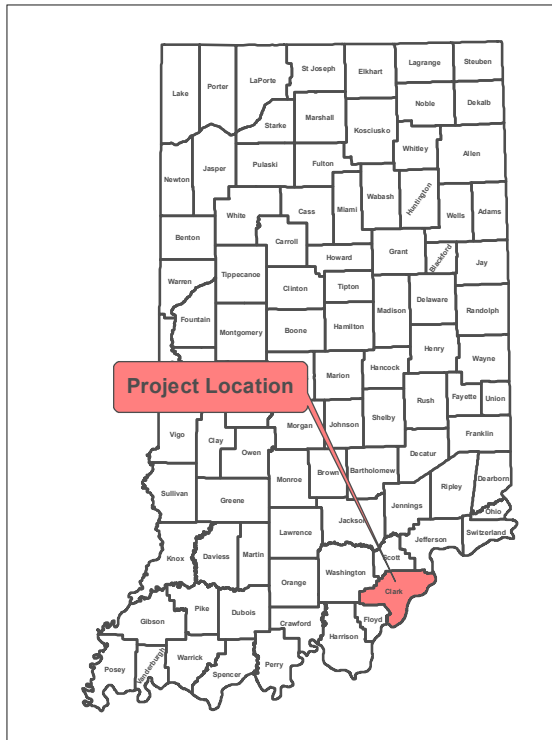 Lake
Porter
LaPorte
St Joseph
Elkhart
Lagrange
Steuben
Noble
Dekalb
Starke
Marshall
Kosciusko
Whitley
Allen
Newton
Jasper
Pulaski
Fulton
Wabash
Huntington
Miami
Cass
White
Wells
Adams
Carroll
Benton
Howard
Grant
Blackford
Jay
Tippecanoe
Warren
Clinton
Tipton
Madison
Delaware
Randolph
Fountain
Montgomery
Boone
Hamilton
Henry
Wayne
Marion
Hancock
Project Location
Rush
Fayette
Union
Shelby
Morgan
Johnson
Franklin
Vigo
Clay
Owen
Decatur
Monroe
Brown
Bartholomew
Ripley
Dearborn
Sullivan
Greene
Jennings
Ohio
Jackson
Switzerland
Lawrence
Jefferson
Knox
Daviess
Martin
Washington
Scott
Orange
Clark
Pike
Dubois
Gibson
Crawford
Floyd
Harrison
Posey
Vanderburgh
Warrick
Spencer
Perry